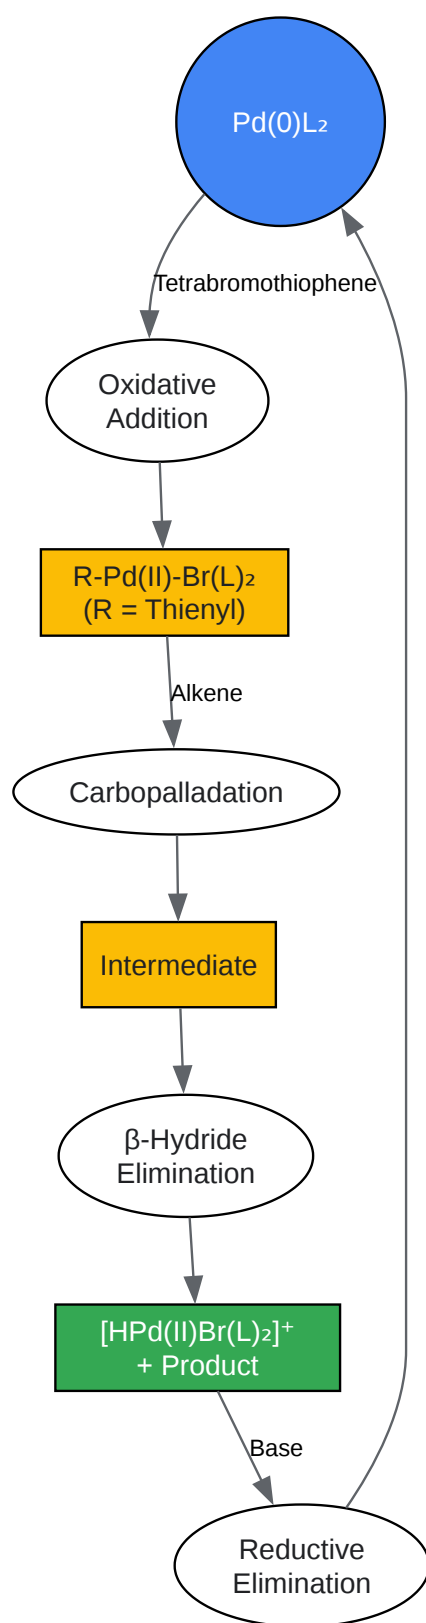 Pd(0)L₂
Tetrabromothiophene
Oxidative
Addition
R-Pd(II)-Br(L)₂
(R = Thienyl)
Alkene
Carbopalladation
Intermediate
β-Hydride
Elimination
[HPd(II)Br(L)₂]⁺
+ Product
Base
Reductive
Elimination